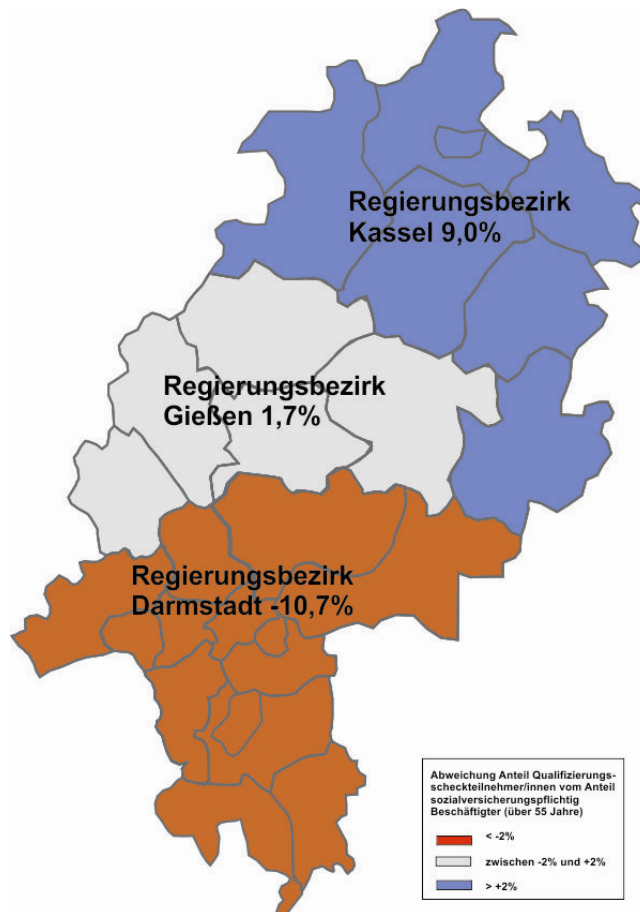 Regierungsbezirk
Kassel 9,0%
Regierungsbezirk
Gießen 1,7%
Regierungsbezirk
Darmstadt -10,7%
Abweichung Anteil Qualifizierungs-
scheckteilnehmer/innen vom Anteil
sozialversicherungspflichtig
Beschäftigter (über 55 Jahre)
< -2%
zwischen -2% und +2%
> +2%